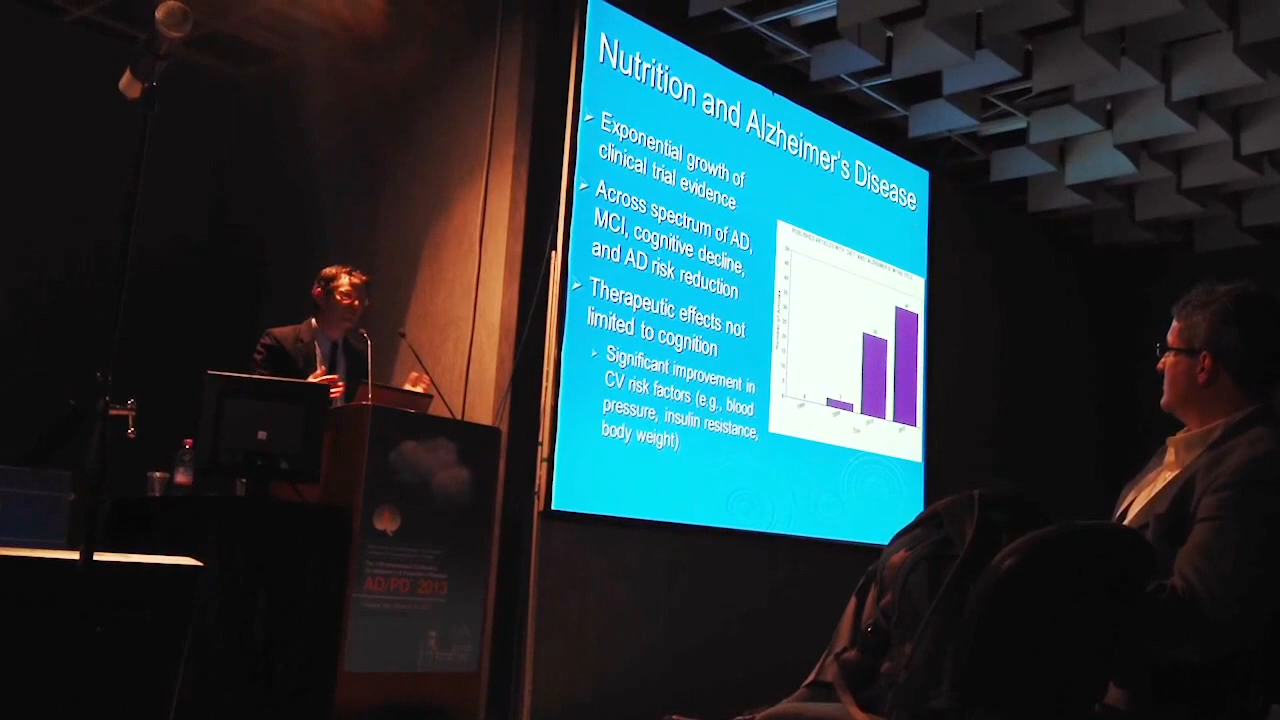 Nutrition and Alzheimer's Disease
Exponential growth of
clinical trial evidence
Across spectrum of AD,
MCI, cognitive decline,
and AD risk reduction
Therapeutic effects not
limited to cognition
Significant improvement in
CV risk factors (e.g., blood
pressure, insulin resistance,
body weight)
AD/PD 2013